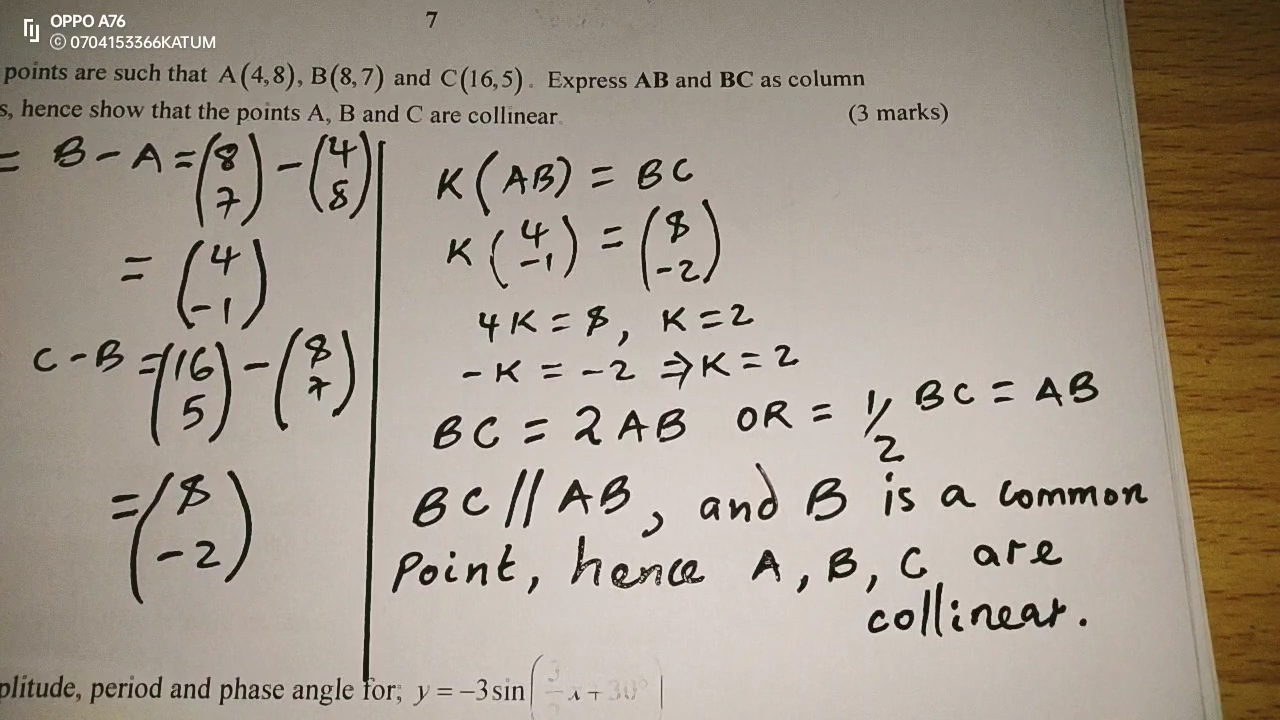 OPPO A76
© 0704153366KATUM
7
points are such that A(4,8), B(8,7) and C(16,5). Express AB and BC as column
s, hence show that the points A, B and C are collinear
(3 marks)
= B - A = (8 7) - (4 8)
= (4 -1)
C - B = (16 5) - (8 7)
= (8 -2)
K (AB) = BC
K (4 -1) = (8 -2)
4K = 8, K = 2
-K = -2 ⇒ K = 2
BC = 2AB OR = 1/2 BC = AB
BC // AB, and B is a common
Point, hence A, B, C are
collinear.
plitude, period and phase angle for; y = -3 sin( x + 30°